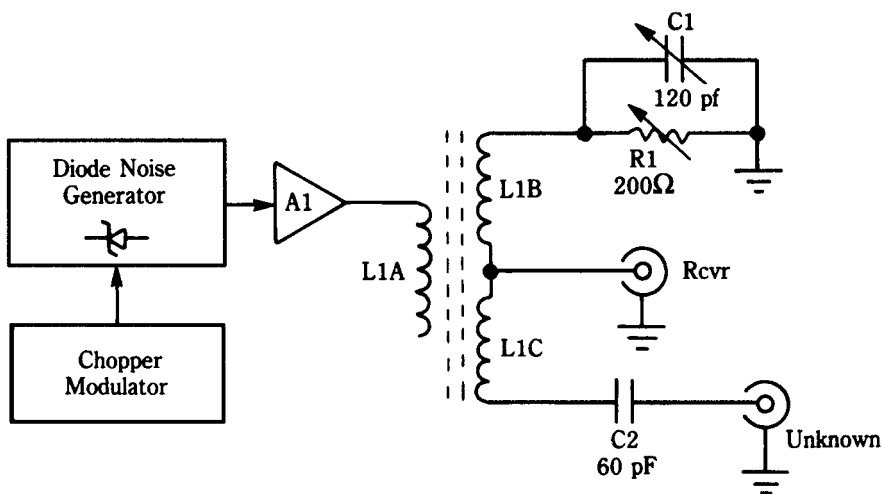 C1
120 pf
R1
200Ω
Diode Noise
Generator
A1
L1A
L1B
Rcvr
L1C
Chopper
Modulator
C2
60 pF
Unknown